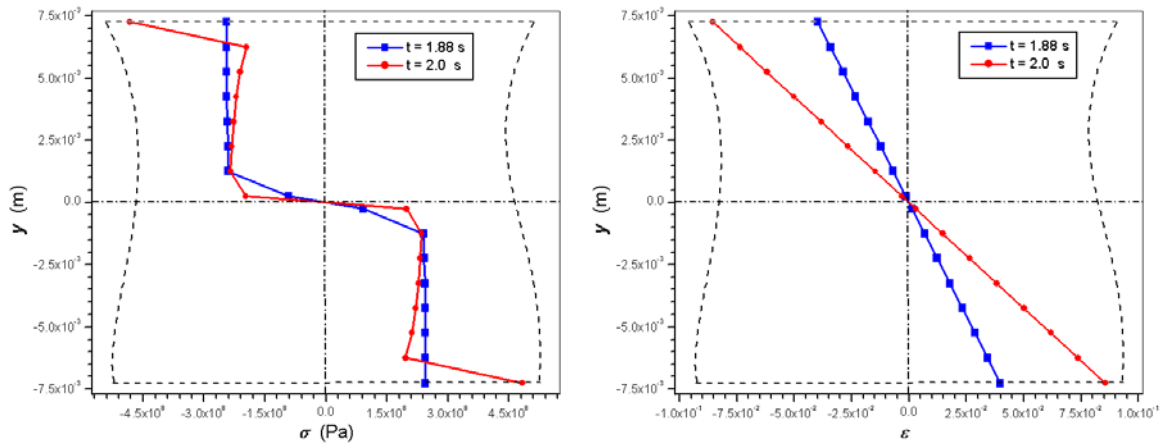 7.5x10⁻³
5.0x10⁻³
2.5x10⁻³
0.0
-2.5x10⁻³
-5.0x10⁻³
-7.5x10⁻³
y (m)
t = 1.88 s
t = 2.0 s
-4.5x10⁸ -3.0x10⁸ -1.5x10⁸ 0.0 1.5x10⁸ 3.0x10⁸ 4.5x10⁸
σ (Pa)
7.5x10⁻³
5.0x10⁻³
2.5x10⁻³
0.0
-2.5x10⁻³
-5.0x10⁻³
-7.5x10⁻³
y (m)
t = 1.88 s
t = 2.0 s
-1.0x10⁻¹ -7.5x10⁻² -5.0x10⁻² -2.5x10⁻² 0.0 2.5x10⁻² 5.0x10⁻² 7.5x10⁻² 1.0x10⁻¹
ε